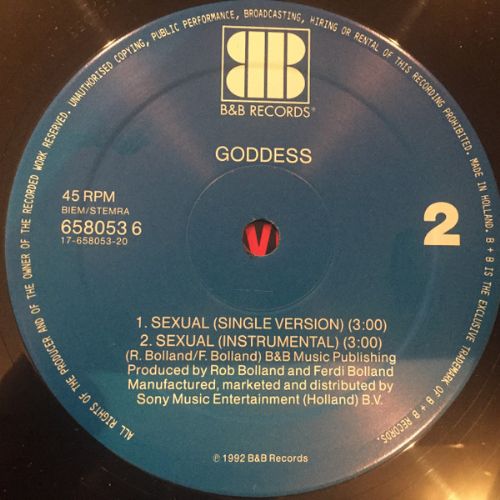 ALL RIGHTS OF THE PRODUCER AND OF THE OWNER OF THE RECORDED WORK RESERVED. UNAUTHORISED COPYING, PUBLIC PERFORMANCE, BROADCASTING, HIRING OR RENTAL OF THIS RECORDING PROHIBITED. MADE IN HOLLAND. B + B IS THE EXCLUSIVE TRADEMARK OF B + B RECORDS.
BB
B&B RECORDS®
GODDESS
45 RPM
BIEM/STEMRA
658053 6
17-658053-20
2
V
1. SEXUAL (SINGLE VERSION) (3:00)
2. SEXUAL (INSTRUMENTAL) (3:00)
(R. Bolland/F. Bolland) B&B Music Publishing
Produced by Rob Bolland and Ferdi Bolland
Manufactured, marketed and distributed by
Sony Music Entertainment (Holland) B.V.
℗ 1992 B&B Records